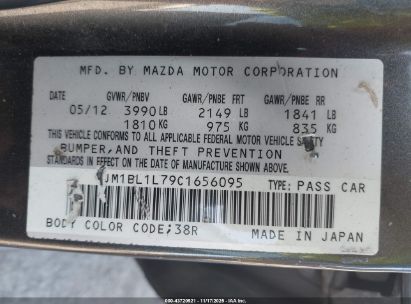 MFD. BY MAZDA MOTOR CORPORATION
DATE GVWR/PNBV GAWR/PNBE FRT GAWR/PNBE RR
05/12 3990 LB 2149 LB 1841 LB
1810 KG 975 KG 835 KG
THIS VEHICLE CONFORMS TO ALL APPLICABLE FEDERAL MOTOR VEHICLE SAFETY
BUMPER, AND THEFT PREVENTION
STANDARDS IN EFFECT ON THE DATE OF MANUFACTURE SHOWN ABOVE.
JM1BL1L79C1656095 TYPE: PASS CAR
BODY COLOR CODE;38R MADE IN JAPAN